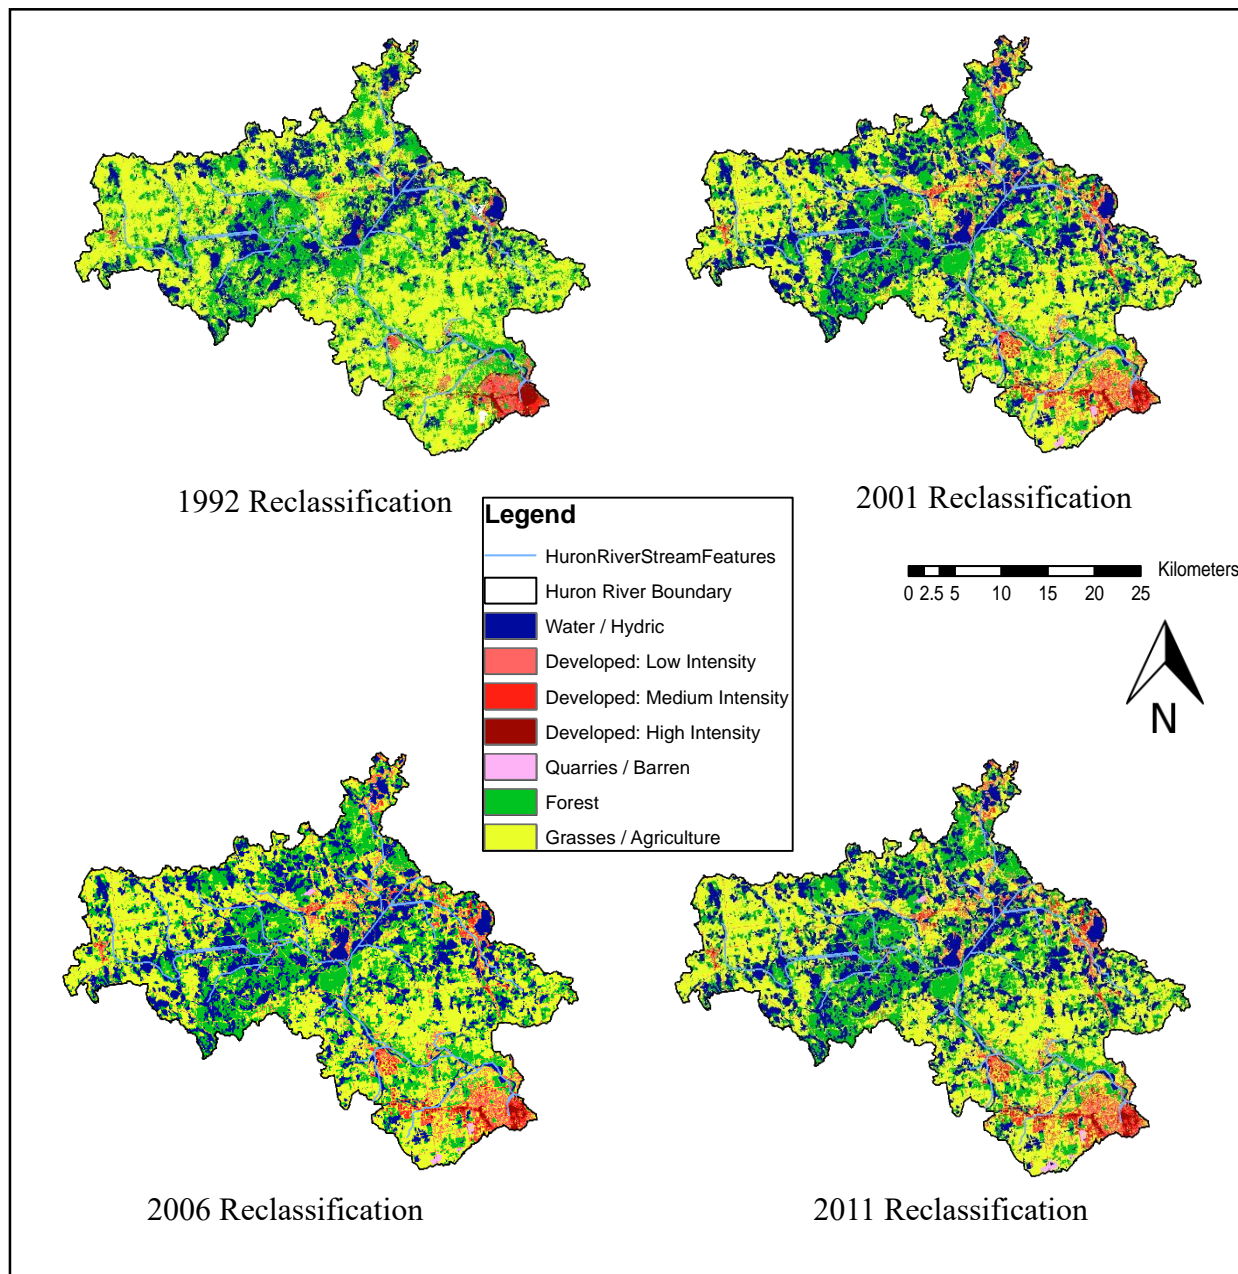 1992 Reclassification
2001 Reclassification
Legend
HuronRiverStreamFeatures
Huron River Boundary
Water / Hydric
Developed: Low Intensity
Developed: Medium Intensity
Developed: High Intensity
Quarries / Barren
Forest
Grasses / Agriculture
Kilometers
0 2.5 5 10 15 20 25
N
2006 Reclassification
2011 Reclassification